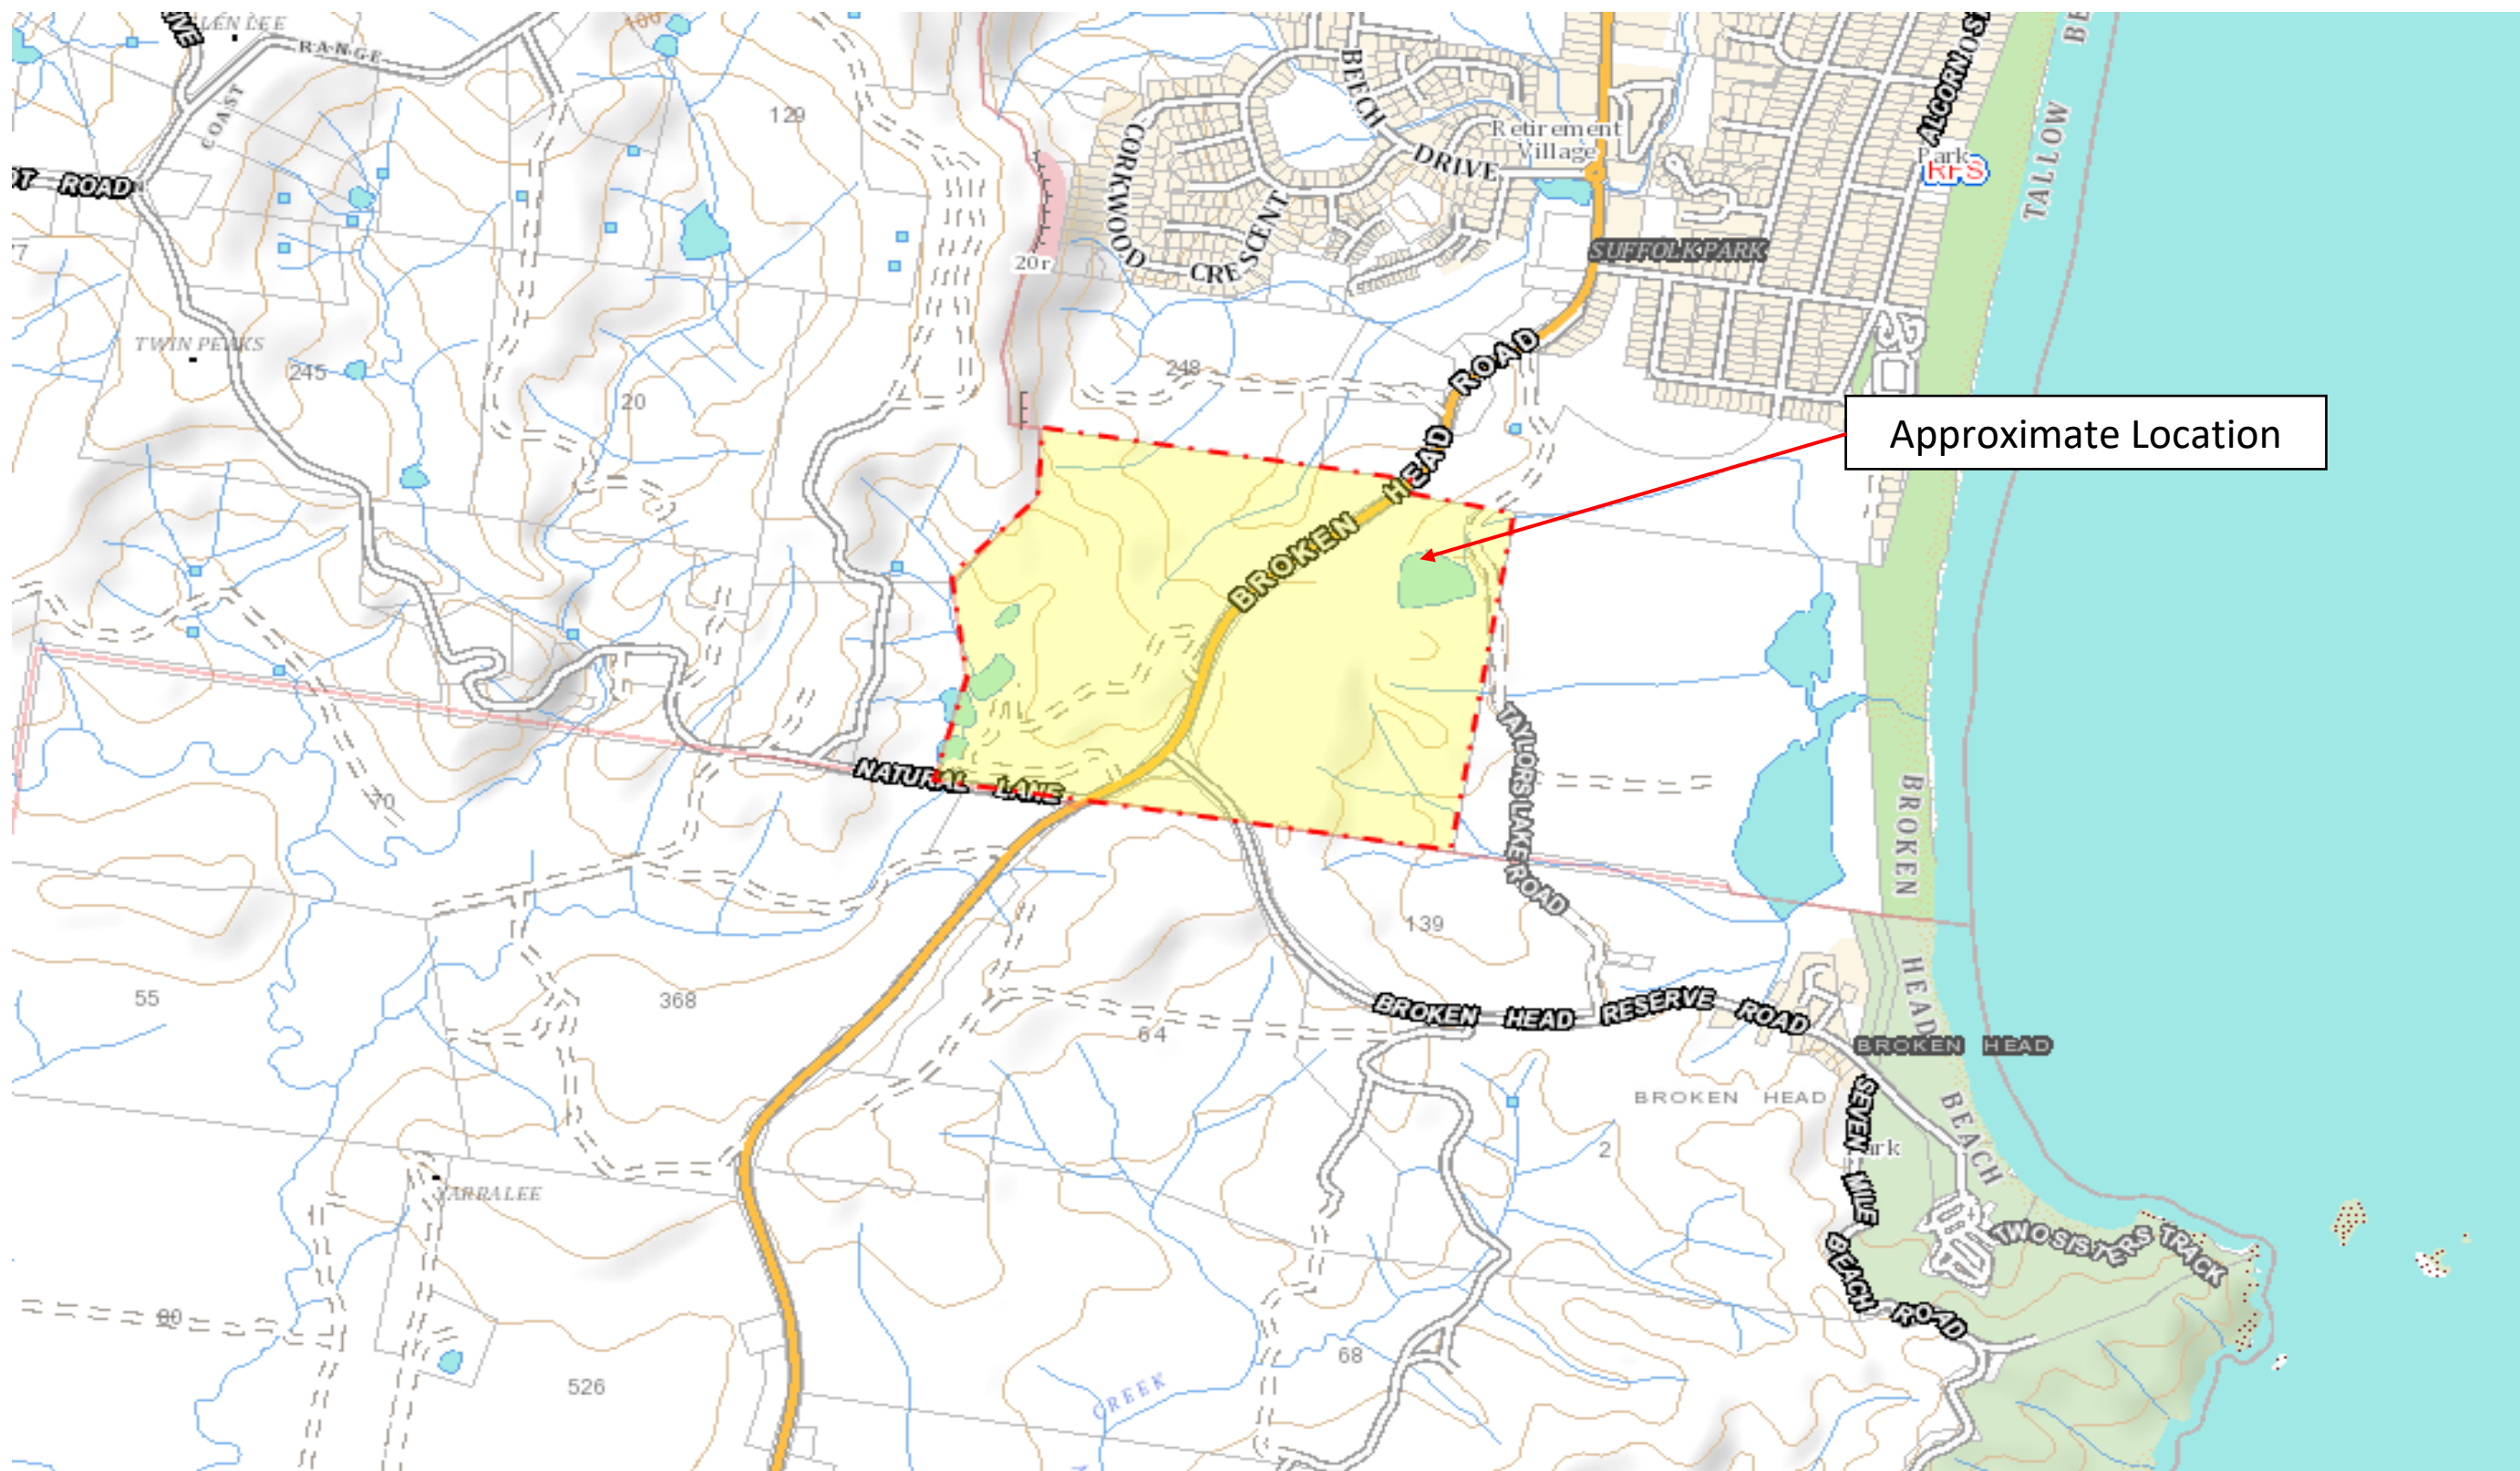 RANGE
COAST
ROAD
129
BEECH
DRIVE
CORKWOOD
CRESCENT
Retirement
Village
ALCORN
Park
RFS
TALLOW
SUFFOLK PARK
20r
77
TWIN PEAKS
245
20
248
BROKEN HEAD ROAD
Approximate Location
NATURAL LANE
TAYLORS LAKE ROAD
70
139
55
368
64
BROKEN HEAD RESERVE ROAD
BROKEN HEAD BEACH
BROKEN HEAD
BROKEN HEAD
SEVEN MILE BEACH ROAD
2
YARRALEE
TWO SISTERS TRACK
80
526
68
CREEK